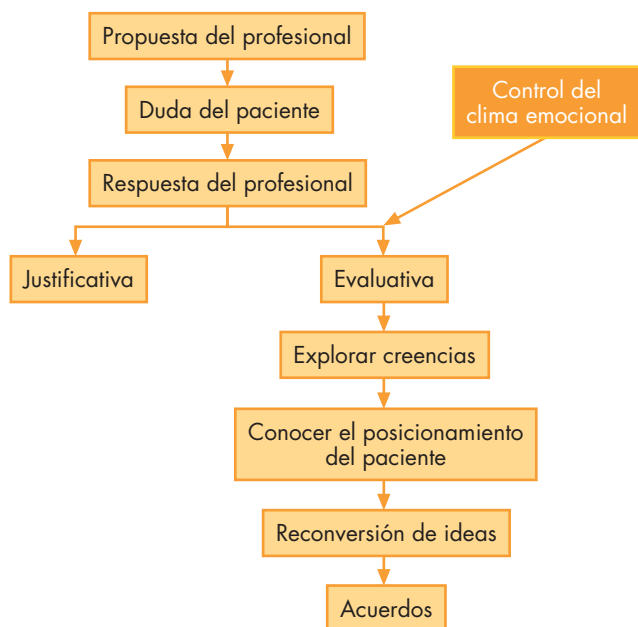 Propuesta del profesional
Control del
clima emocional
Duda del paciente
Respuesta del profesional
Justificativa
Evaluativa
Explorar creencias
Conocer el posicionamiento
del paciente
Reconversión de ideas
Acuerdos